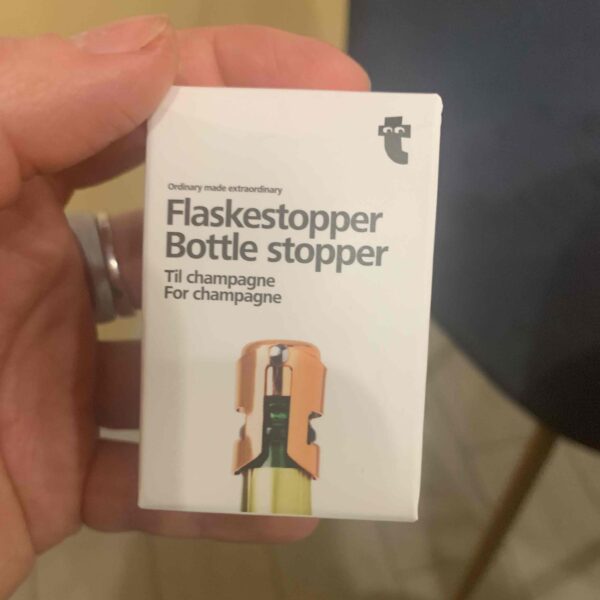 Ordinary made extraordinary
Flaskestopper
Bottle stopper
Til champagne
For champagne